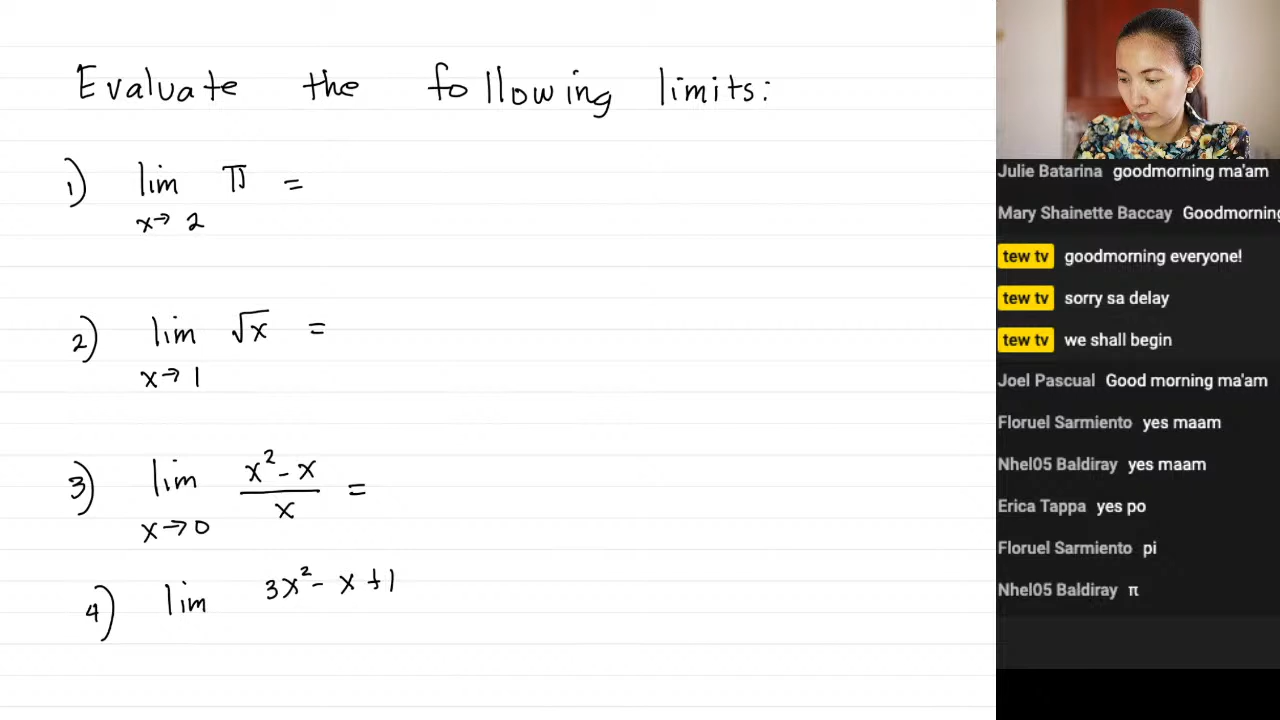 Evaluate the following limits:
1) lim π =
x→2
2) lim √x =
x→1
3) lim x² - x =
x
x→0
4) lim 3x² - x + 1
Julie Batarina goodmorning ma'am
Mary Shainette Baccay Goodmorning
tew tv goodmorning everyone!
tew tv sorry sa delay
tew tv we shall begin
Joel Pascual Good morning ma'am
Floruel Sarmiento yes maam
Nhel05 Baldiray yes maam
Erica Tappa yes po
Floruel Sarmiento pi
Nhel05 Baldiray π